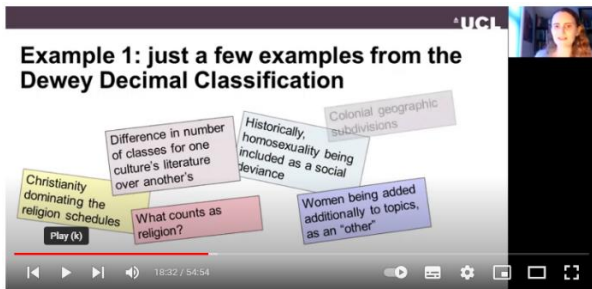 UCL
Example 1: just a few examples from the
Dewey Decimal Classification
Colonial geographic
subdivisions
Difference in number
of classes for one
culture's literature
over another's
Historically,
homosexuality being
included as a social
deviance
Christianity
dominating the
religion schedules
What counts as
religion?
Women being added
additionally to topics,
as an "other"
Play (k)
18:32 / 54:54